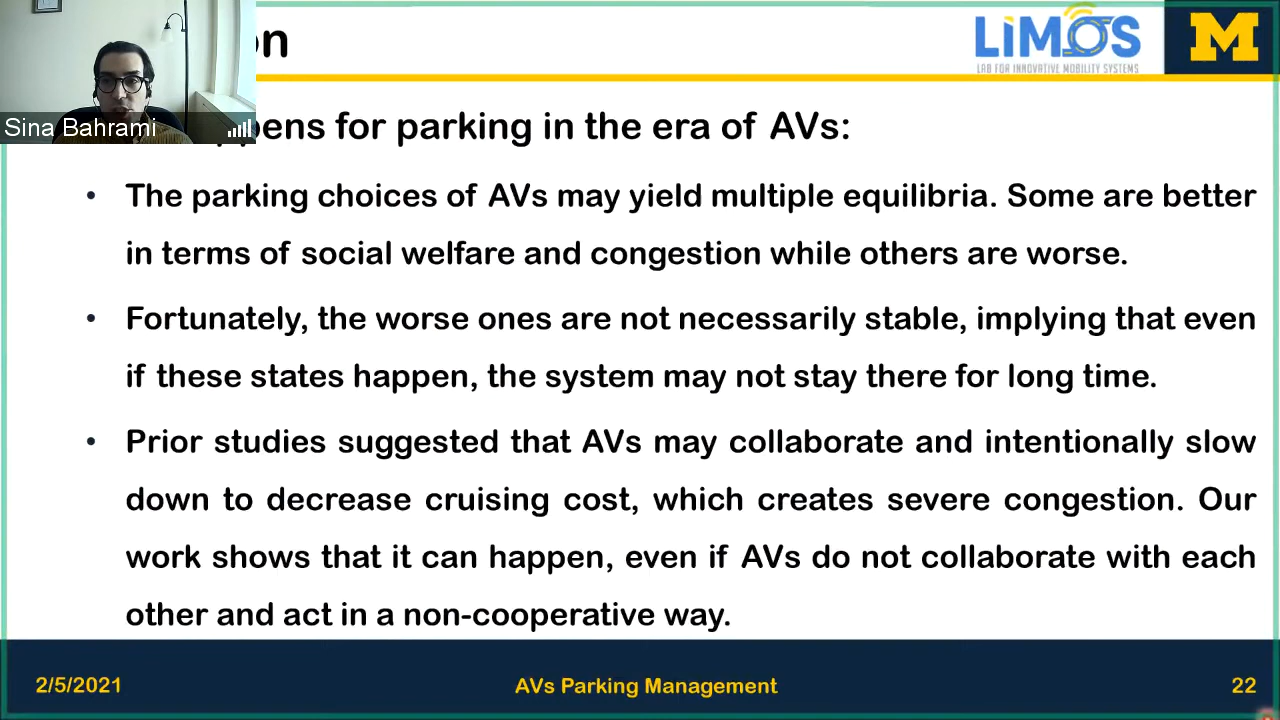 on
LiMOS
LAB FOR INNOVATIVE MOBILITY SYSTEMS
M
Sina Bahrami
ppens for parking in the era of AVs:
• The parking choices of AVs may yield multiple equilibria. Some are better
in terms of social welfare and congestion while others are worse.
• Fortunately, the worse ones are not necessarily stable, implying that even
if these states happen, the system may not stay there for long time.
• Prior studies suggested that AVs may collaborate and intentionally slow
down to decrease cruising cost, which creates severe congestion. Our
work shows that it can happen, even if AVs do not collaborate with each
other and act in a non-cooperative way.
2/5/2021
AVs Parking Management
22